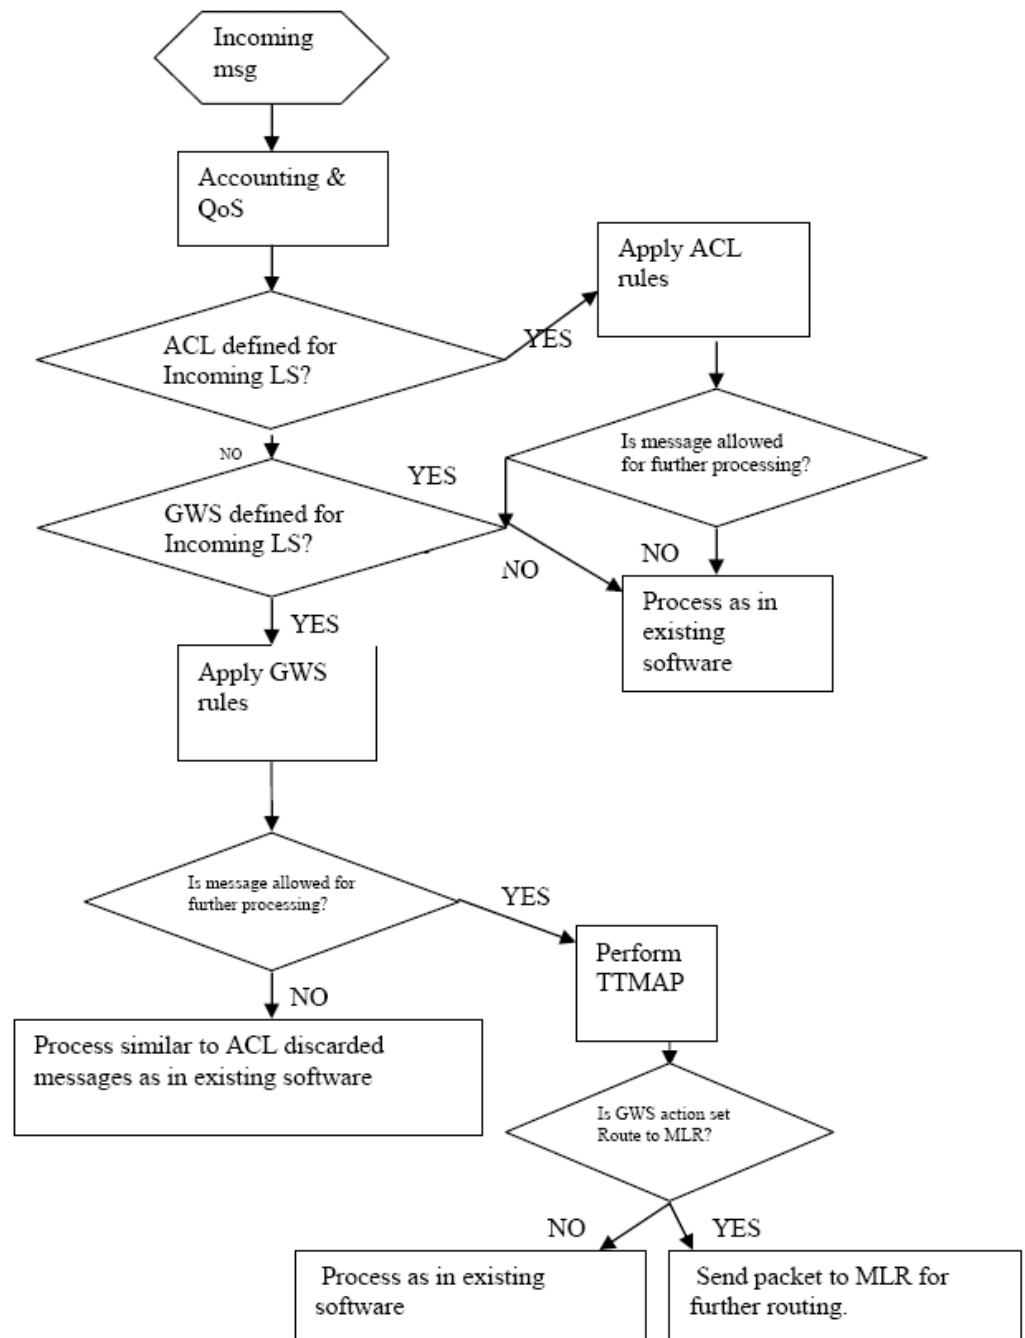 Incoming
msg
Accounting &
QoS
Apply ACL
rules
YES
ACL defined for
Incoming LS?
Is message allowed
for further processing?
NO
YES
GWS defined for
Incoming LS?
NO
NO
Process as in
existing
software
YES
Apply GWS
rules
Is message allowed for
further processing?
YES
Perform
TTMAP
NO
Process similar to ACL discarded
messages as in existing software
Is GWS action set
Route to MLR?
NO
YES
Process as in existing
software
Send packet to MLR for
further routing.